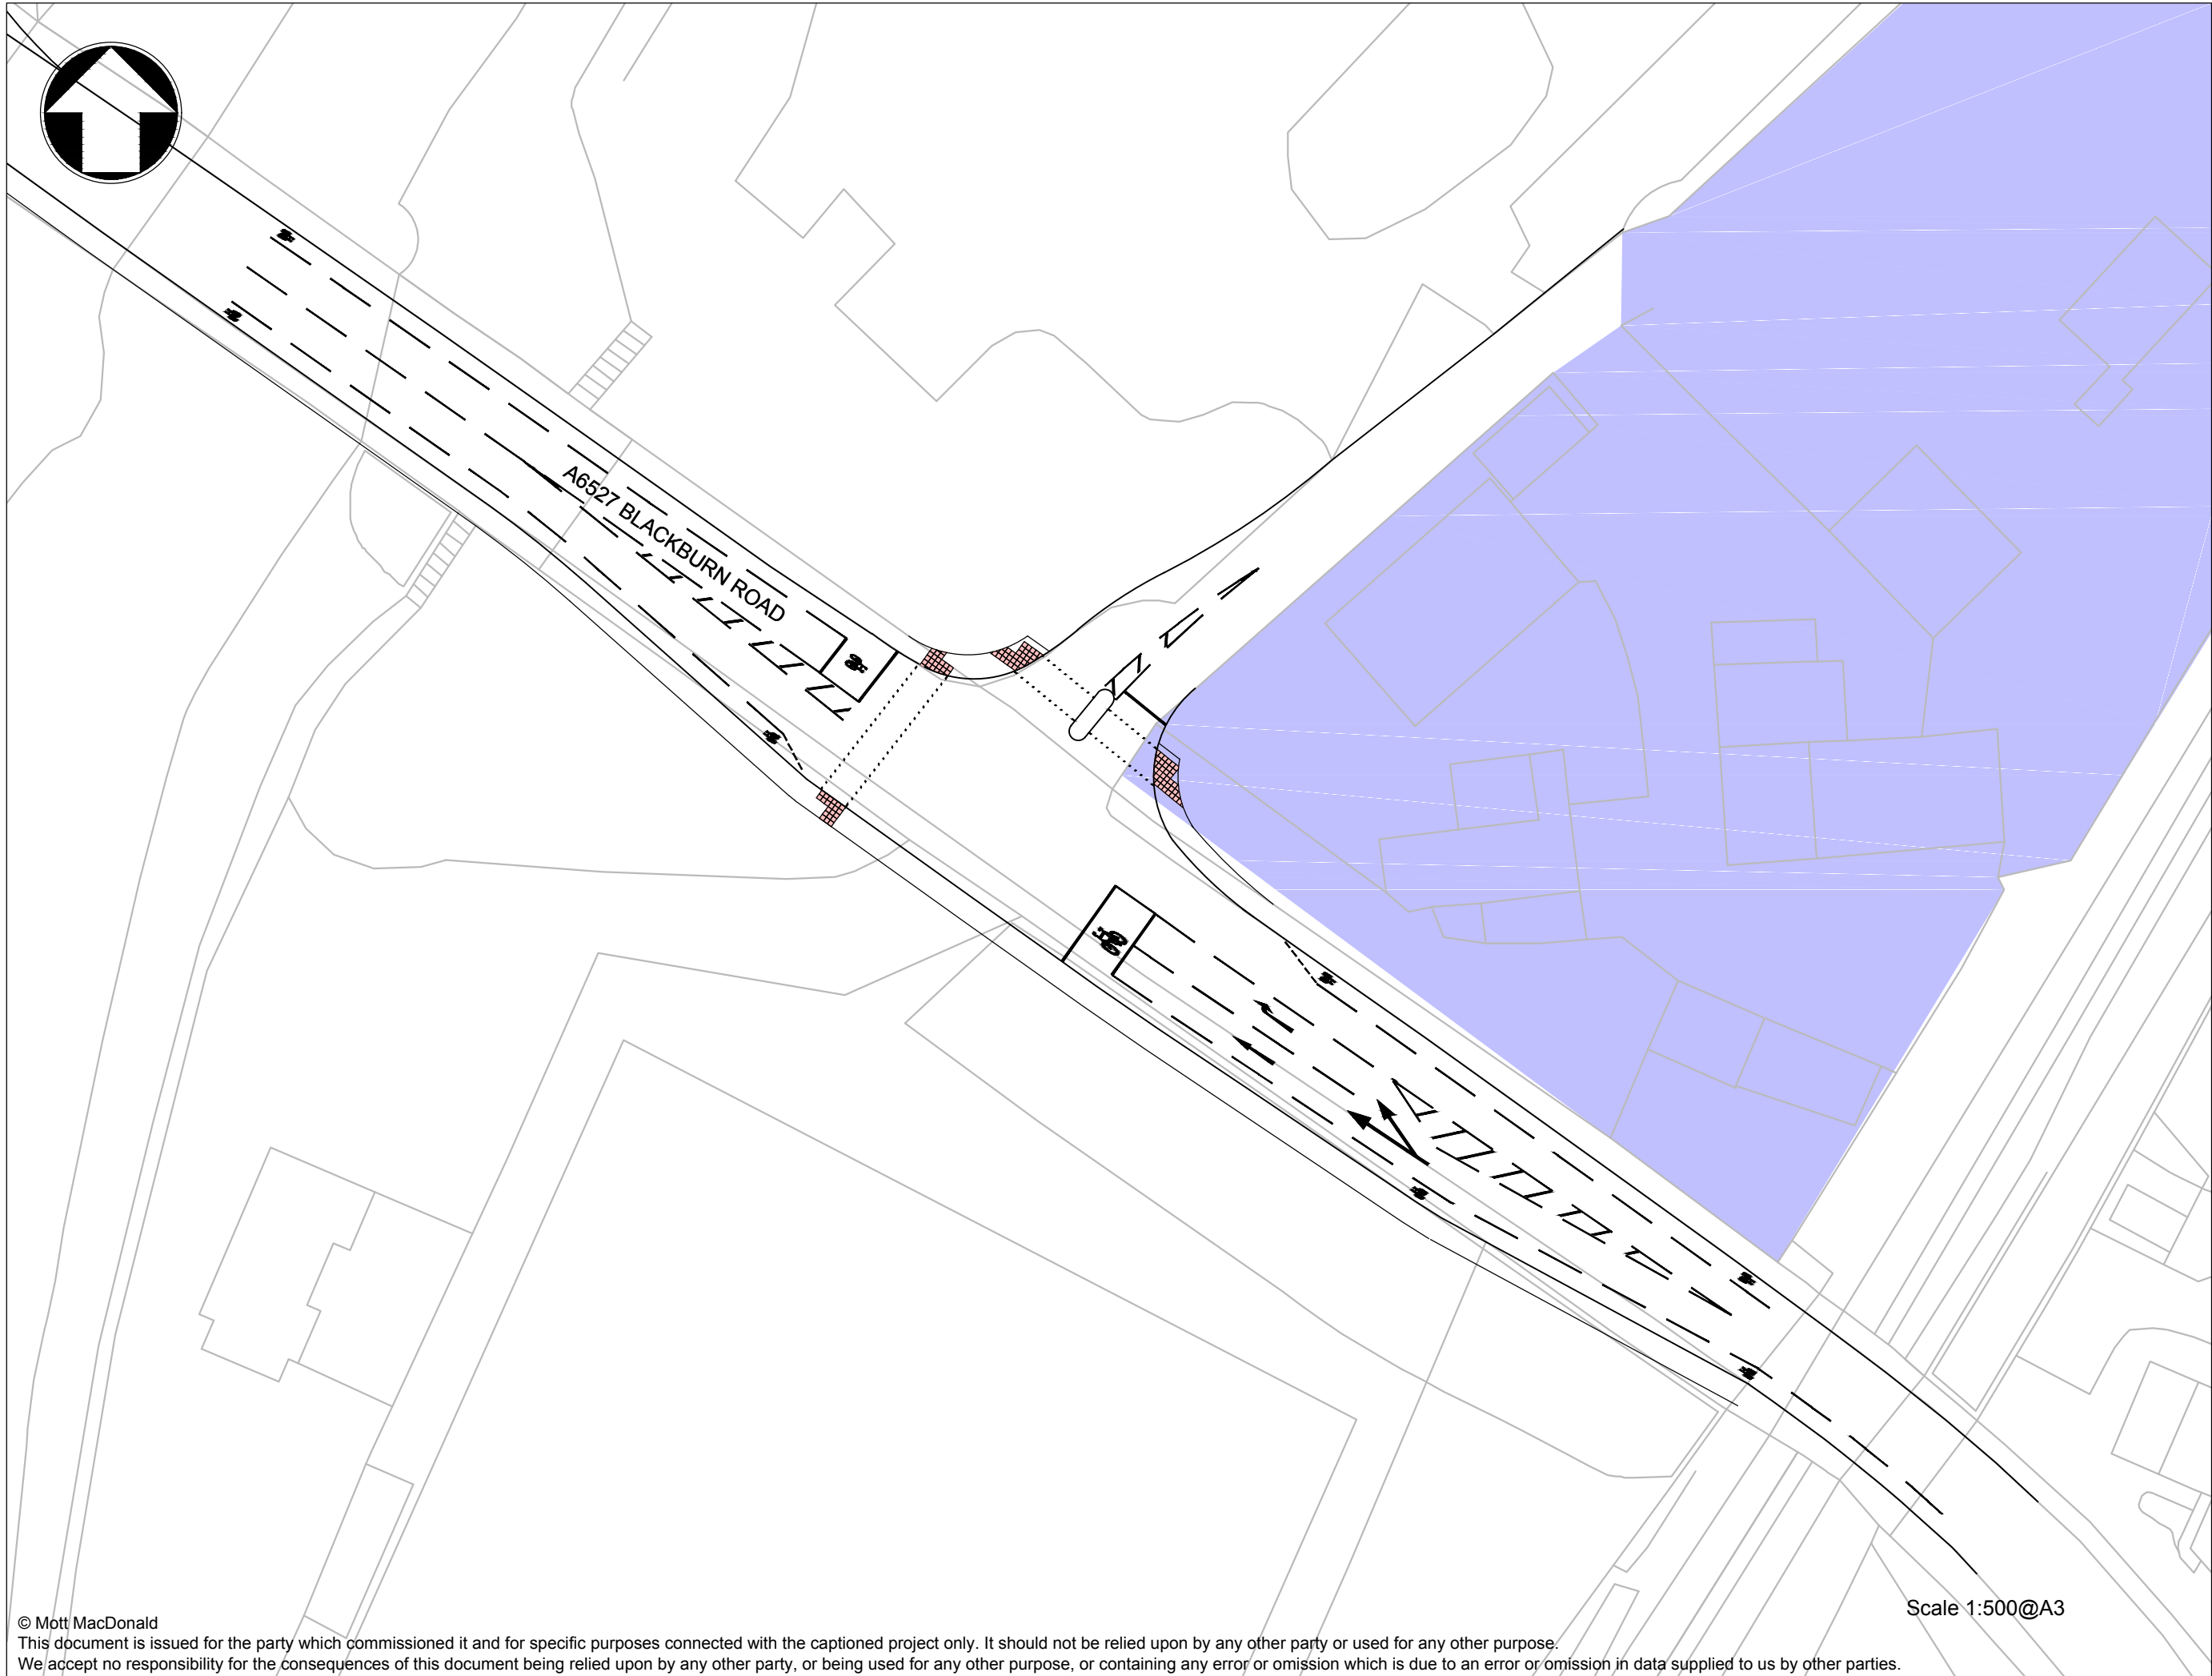 A6527 BLACKBURN ROAD
Scale 1:500@A3
© Mott MacDonald
This document is issued for the party which commissioned it and for specific purposes connected with the captioned project only. It should not be relied upon by any other party or used for any other purpose.
We accept no responsibility for the consequences of this document being relied upon by any other party, or being used for any other purpose, or containing any error or omission which is due to an error or omission in data supplied to us by other parties.